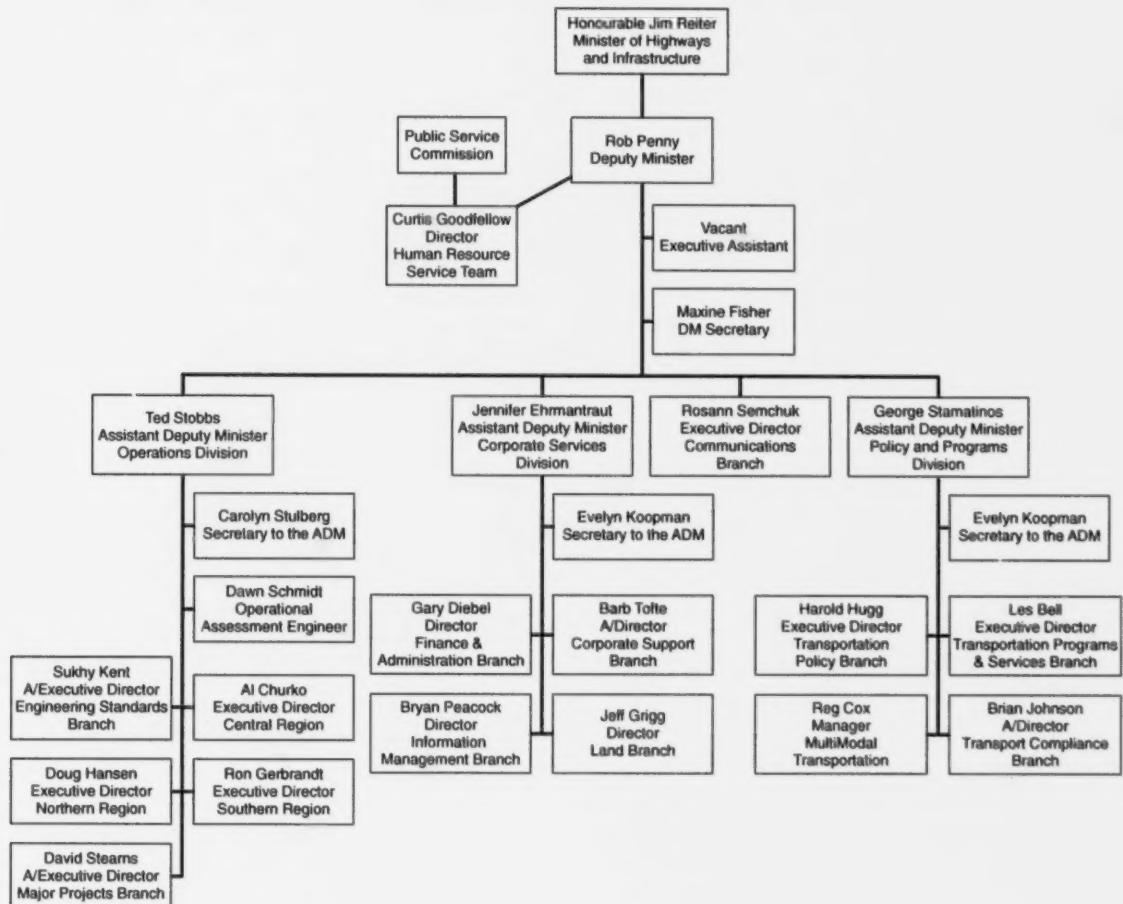 Honourable Jim Reiter
Minister of Highways
and Infrastructure
Public Service
Commission
Rob Penny
Deputy Minister
Curtis Goodfellow
Director
Human Resource
Service Team
Vacant
Executive Assistant
Maxine Fisher
DM Secretary
Ted Stobbs
Assistant Deputy Minister
Operations Division
Jennifer Ehrmantraut
Assistant Deputy Minister
Corporate Services
Division
Rosann Semchuk
Executive Director
Communications
Branch
George Stamatinos
Assistant Deputy Minister
Policy and Programs
Division
Carolyn Stulberg
Secretary to the ADM
Evelyn Koopman
Secretary to the ADM
Evelyn Koopman
Secretary to the ADM
Dawn Schmidt
Operational
Assessment Engineer
Gary Diebel
Director
Finance &
Administration Branch
Barb Tofte
A/Director
Corporate Support
Branch
Harold Hugg
Executive Director
Transportation
Policy Branch
Les Bell
Executive Director
Transportation Programs
& Services Branch
Sukhy Kent
A/Executive Director
Engineering Standards
Branch
Al Churko
Executive Director
Central Region
Bryan Peacock
Director
Information
Management Branch
Jeff Grigg
Director
Land Branch
Reg Cox
Manager
MultiModal
Transportation
Brian Johnson
A/Director
Transport Compliance
Branch
Doug Hansen
Executive Director
Northern Region
Ron Gerbrandt
Executive Director
Southern Region
David Stearns
A/Executive Director
Major Projects Branch